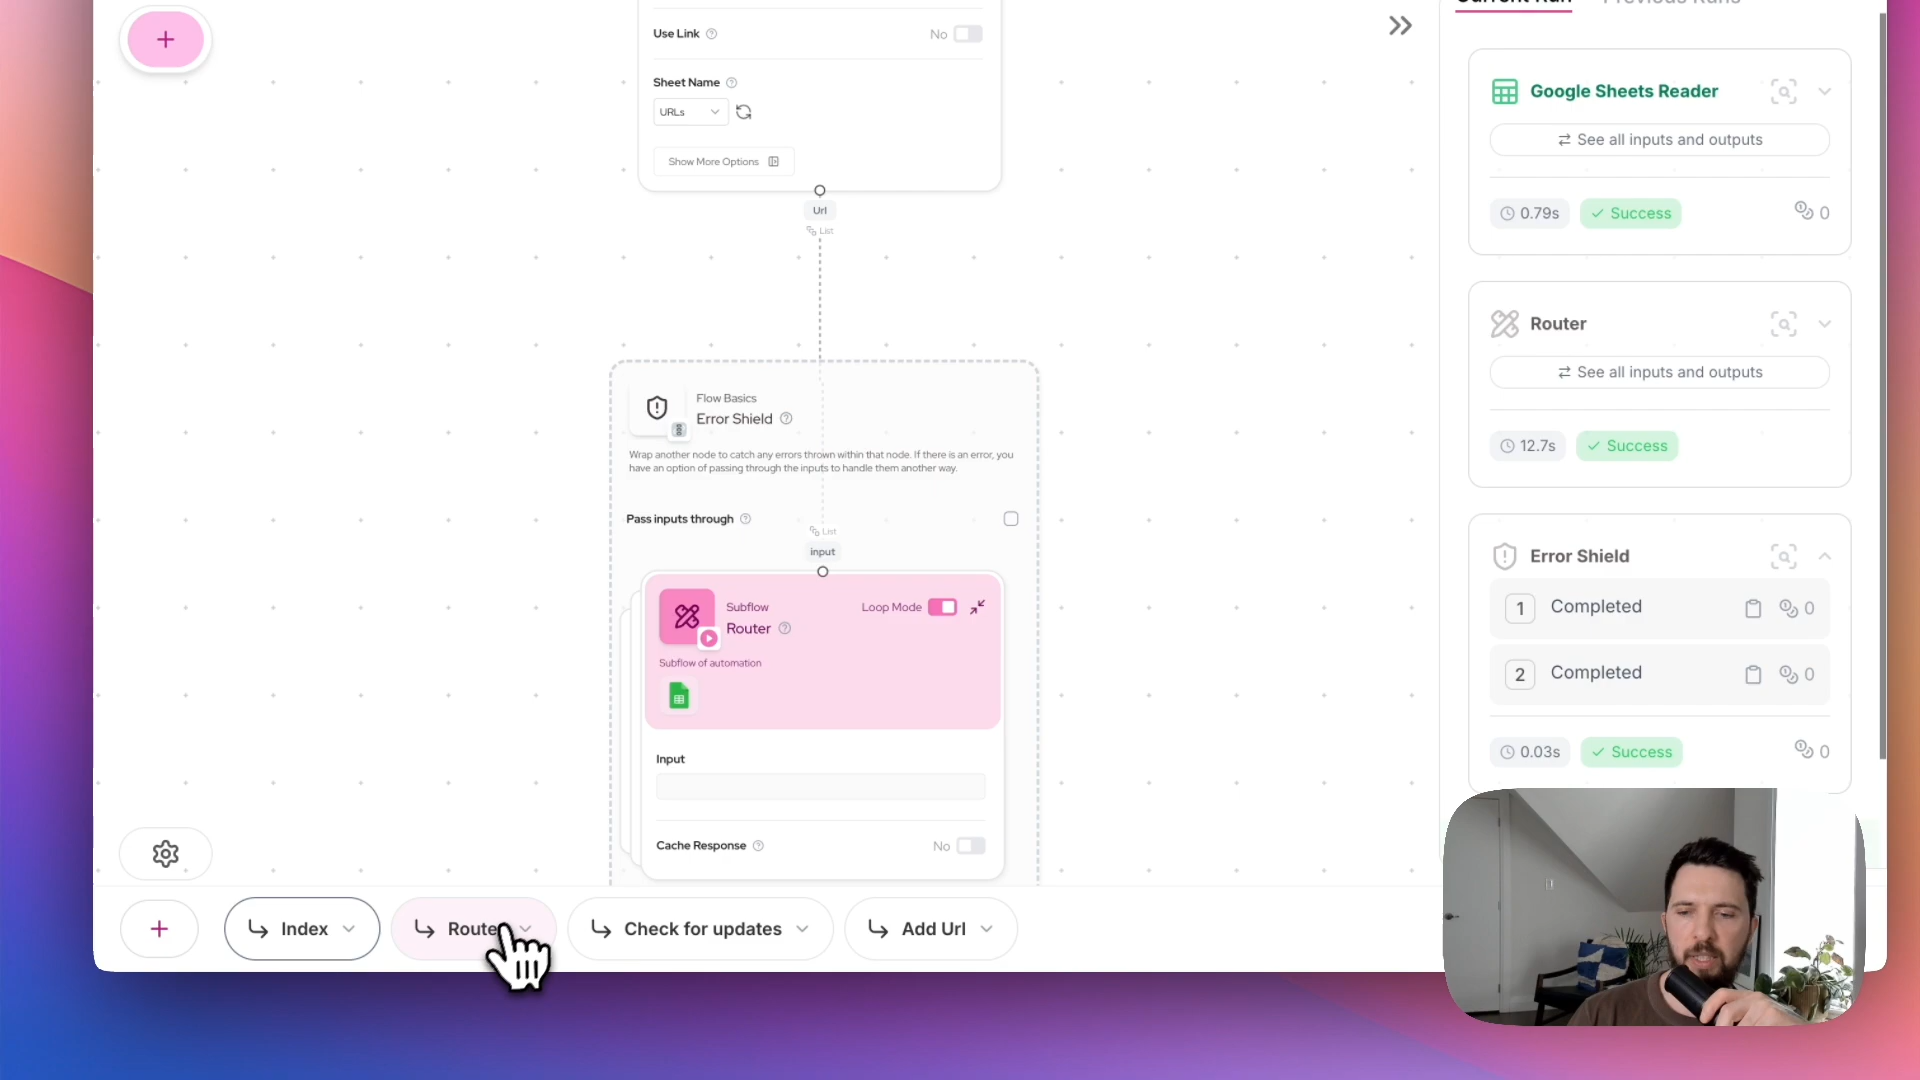 Use Link
No
Sheet Name
URLs
Show More Options
Url
List
Flow Basics
Error Shield
Wrap another node to catch any errors thrown within that node. If there is an error, you
have an option of passing through the inputs to handle them another way.
Pass inputs through
List
input
Subflow
Router
Loop Mode
Subflow of automation
Input
Cache Response
No
Index
Route
Check for updates
Add Url
Current Run
Previous Runs
Google Sheets Reader
See all inputs and outputs
0.79s
Success
0
Router
See all inputs and outputs
12.7s
Success
Error Shield
1
Completed
0
2
Completed
0
0.03s
Success
0